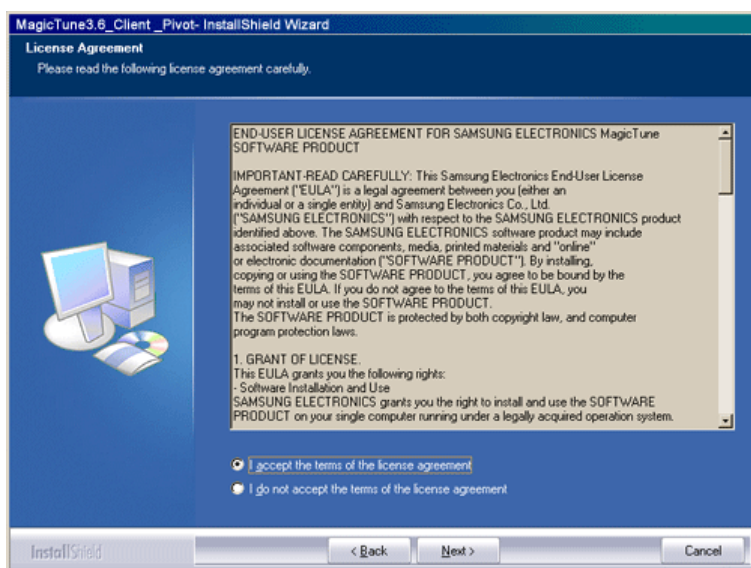 MagicTune3.6_Client _Pivot- InstallShield Wizard
License Agreement
Please read the following license agreement carefully.
END-USER LICENSE AGREEMENT FOR SAMSUNG ELECTRONICS MagicTune
SOFTWARE PRODUCT
IMPORTANT-READ CAREFULLY: This Samsung Electronics End-User License
Agreement ("EULA") is a legal agreement between you (either an
individual or a single entity) and Samsung Electronics Co., Ltd.
("SAMSUNG ELECTRONICS") with respect to the SAMSUNG ELECTRONICS product
identified above. The SAMSUNG ELECTRONICS software product may include
associated software components, media, printed materials and "online"
or electronic documentation ("SOFTWARE PRODUCT"). By installing,
copying or using the SOFTWARE PRODUCT, you agree to be bound by the
terms of this EULA. If you do not agree to the terms of this EULA, you
may not install or use the SOFTWARE PRODUCT.
The SOFTWARE PRODUCT is protected by both copyright law, and computer
program protection laws.
1. GRANT OF LICENSE.
This EULA grants you the following rights:
- Software Installation and Use
SAMSUNG ELECTRONICS grants you the right to install and use the SOFTWARE
PRODUCT on your single computer running under a legally acquired operation system.
I accept the terms of the license agreement
I do not accept the terms of the license agreement
InstallShield
< Back
Next >
Cancel